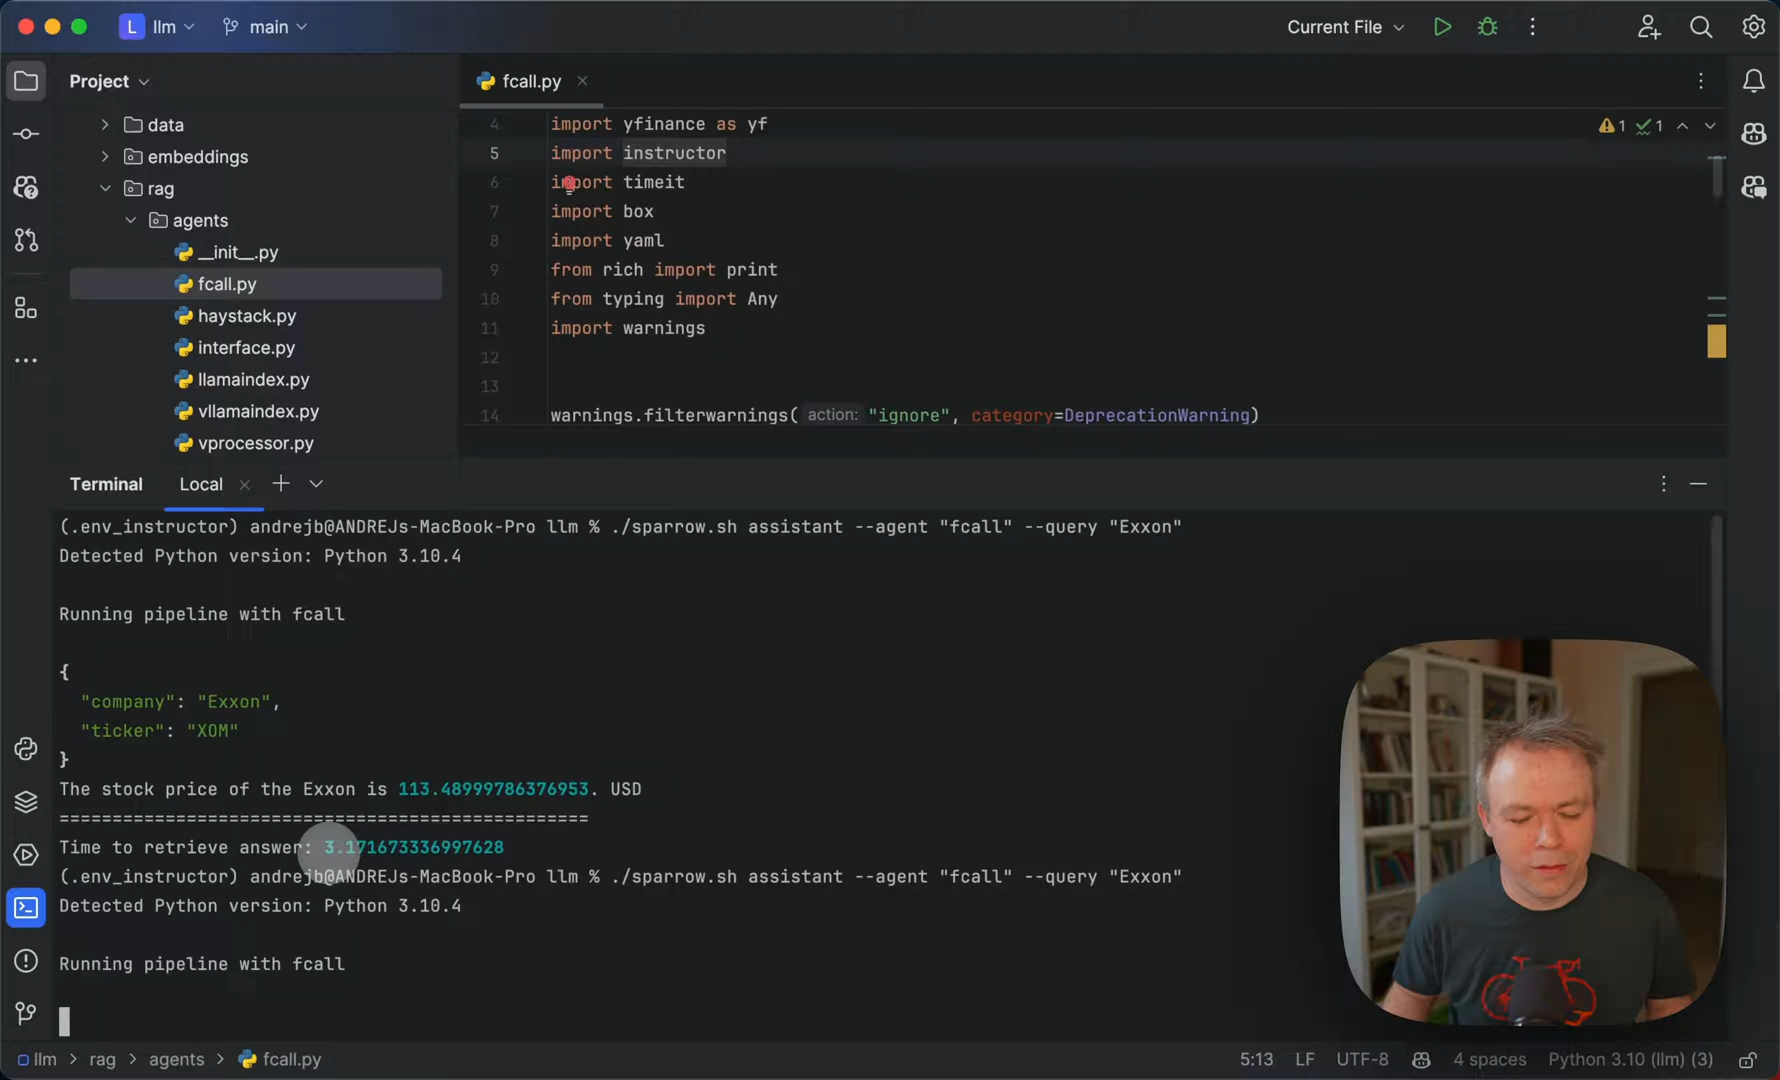 L llm main Current File
Project
fcall.py
data
embeddings
rag
agents
__init__.py
fcall.py
haystack.py
interface.py
llamaindex.py
vllamaindex.py
vprocessor.py
4 import yfinance as yf
1 1
5 import instructor
6 import timeit
7 import box
8 import yaml
9 from rich import print
10 from typing import Any
11 import warnings
12
13
14 warnings.filterwarnings( action: "ignore", category=DeprecationWarning)
Terminal Local
(.env_instructor) andrejb@ANDREJs-MacBook-Pro llm % ./sparrow.sh assistant --agent "fcall" --query "Exxon"
Detected Python version: Python 3.10.4
Running pipeline with fcall
{
"company": "Exxon",
"ticker": "XOM"
}
The stock price of the Exxon is 113.48999786376953. USD
==================================================
Time to retrieve answer: 3.171673336997628
(.env_instructor) andrejb@ANDREJs-MacBook-Pro llm % ./sparrow.sh assistant --agent "fcall" --query "Exxon"
Detected Python version: Python 3.10.4
Running pipeline with fcall
llm > rag > agents > fcall.py
5:13 LF UTF-8 4 spaces Python 3.10 (llm) (3)